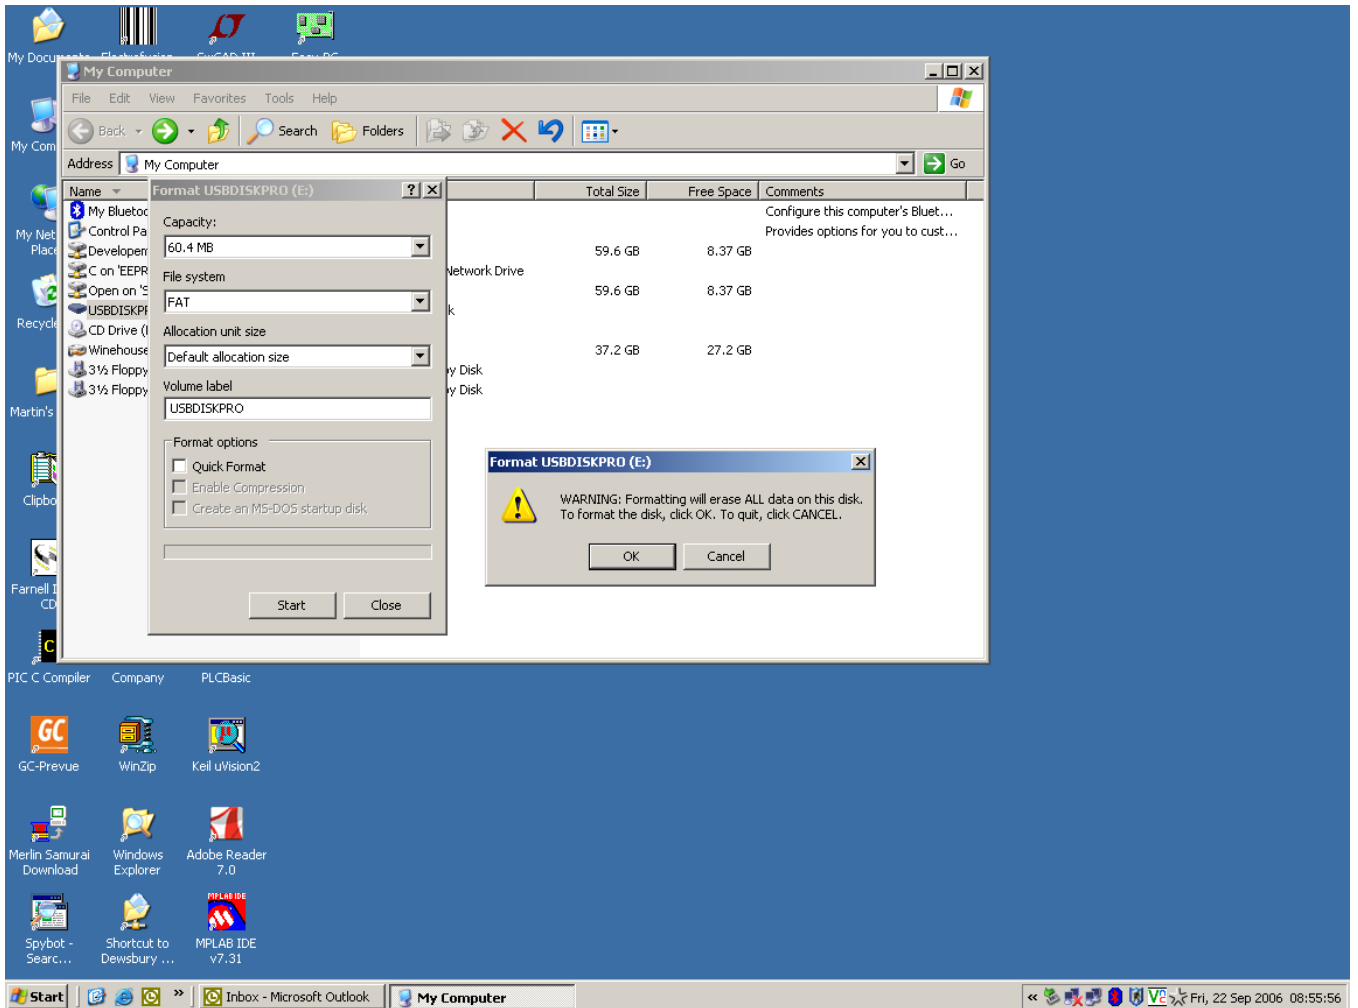 My Docu
My Computer
File Edit View Favorites Tools Help
Back Search Folders
Address My Computer Go
Name Total Size Free Space Comments
My Bluetoo Configure this computer's Bluet...
Control Pa Provides options for you to cust...
Developem 59.6 GB 8.37 GB
C on 'EEPR Network Drive
Open on 'S 59.6 GB 8.37 GB
USBDISKPR k
CD Drive (
Winehouse 37.2 GB 27.2 GB
3½ Floppy y Disk
3½ Floppy y Disk
Format USBDISKPRO (E:)
Capacity:
60.4 MB
File system
FAT
Allocation unit size
Default allocation size
Volume label
USBDISKPRO
Format options
Quick Format
Enable Compression
Create an MS-DOS startup disk
Start Close
Format USBDISKPRO (E:)
WARNING: Formatting will erase ALL data on this disk.
To format the disk, click OK. To quit, click CANCEL.
OK Cancel
My Com
My Net
Place
Recycle
Martin's
Clipbo
Farnell I
CD
C
PIC C Compiler Company PLCBasic
GC
GC-Prevue WinZip Keil uVision2
Merlin Samurai Download
Windows Explorer
Adobe Reader 7.0
Spybot - Searc...
Shortcut to Dewsbury ...
MPLAB IDE
MPLAB IDE v7.31
Start Inbox - Microsoft Outlook My Computer Fri, 22 Sep 2006 08:55:56